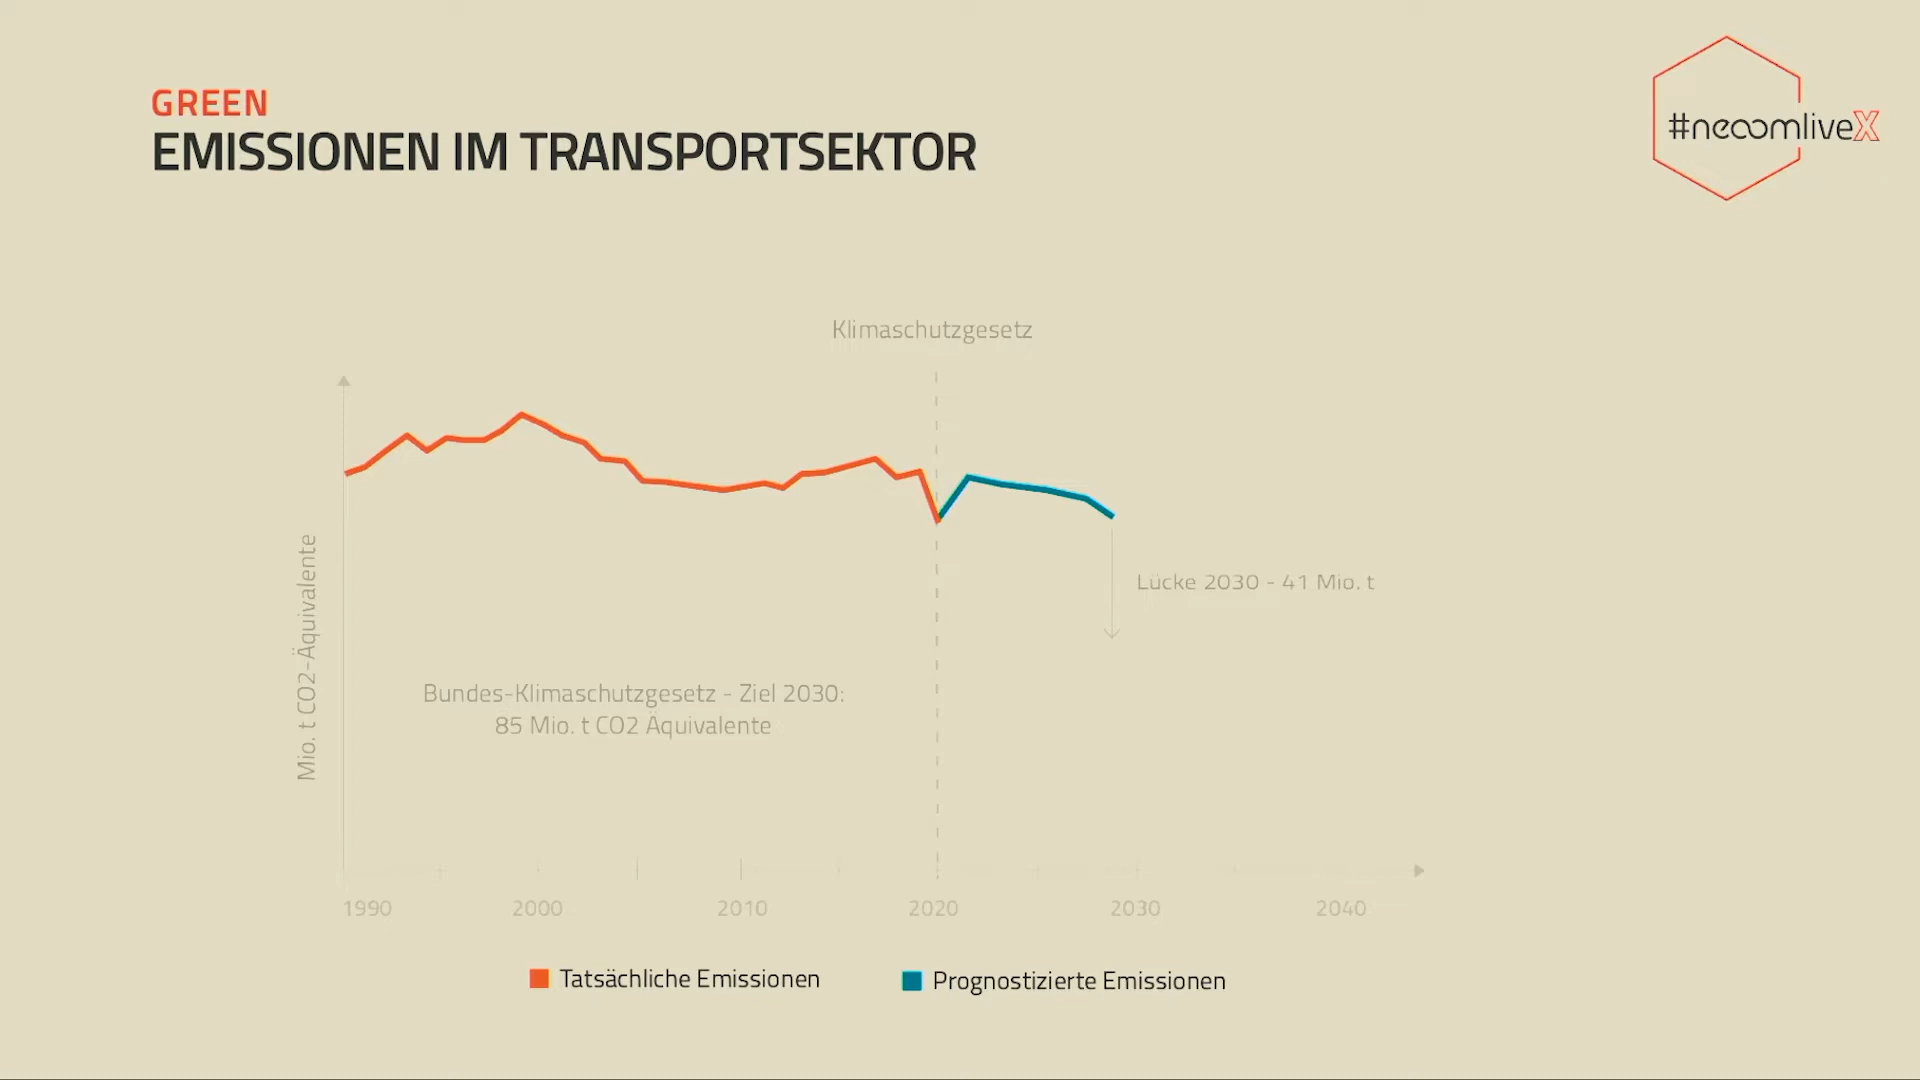 GREEN
EMISSIONEN IM TRANSPORTSEKTOR
#neoomliveX
Klimaschutzgesetz
Mio. t CO2-Äquivalente
Lücke 2030 - 41 Mio. t
Bundes-Klimaschutzgesetz - Ziel 2030:
85 Mio. t CO2 Äquivalente
1990 2000 2010 2020 2030 2040
Tatsächliche Emissionen Prognostizierte Emissionen